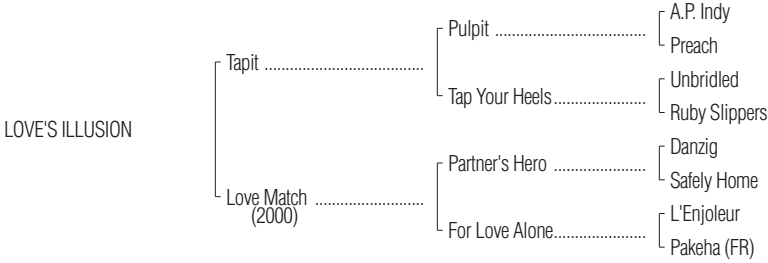 A.P. Indy
Pulpit ....................................
Preach
Tapit ......................................
Unbridled
Tap Your Heels......................
Ruby Slippers
LOVE'S ILLUSION
Danzig
Partner's Hero ......................
Safely Home
Love Match ..........................
(2000)
L'Enjoleur
For Love Alone......................
Pakeha (FR)